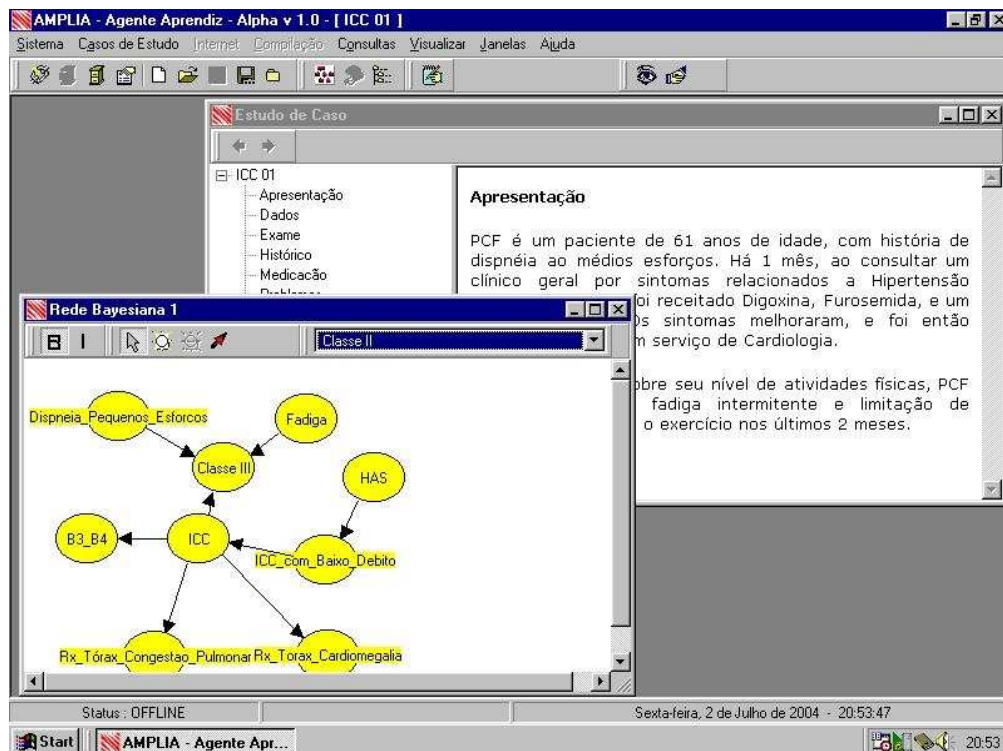 AMPLIA - Agente Aprendiz - Alpha v 1.0 - [ ICC 01 ]
Sistema Casos de Estudo Internet Compilação Consultas Visualizar Janelas Ajuda
Estudo de Caso
ICC 01
Apresentação
Dados
Exame
Histórico
Medicação
Apresentação
PCF é um paciente de 61 anos de idade, com história de
dispnéia ao médios esforços. Há 1 mês, ao consultar um
clínico geral por sintomas relacionados a Hipertensão
foi receitado Digoxina, Furosemida, e um
sintomas melhoraram, e foi então
serviço de Cardiologia.
seu nível de atividades físicas, PCF
fadiga intermitente e limitação de
o exercício nos últimos 2 meses.
Rede Bayesiana 1
B I Classe II
Dispneia_Pequenos_Esforcos
Fadiga
Classe III
HAS
B3_B4
ICC
ICC_com_Baixo_Debito
Rx_Tórax_Congestao_Pulmonar
Rx_Torax_Cardiomegalia
Status : OFFLINE
Sexta-feira, 2 de Julho de 2004 - 20:53:47
Start AMPLIA - Agente Apr... 20:53